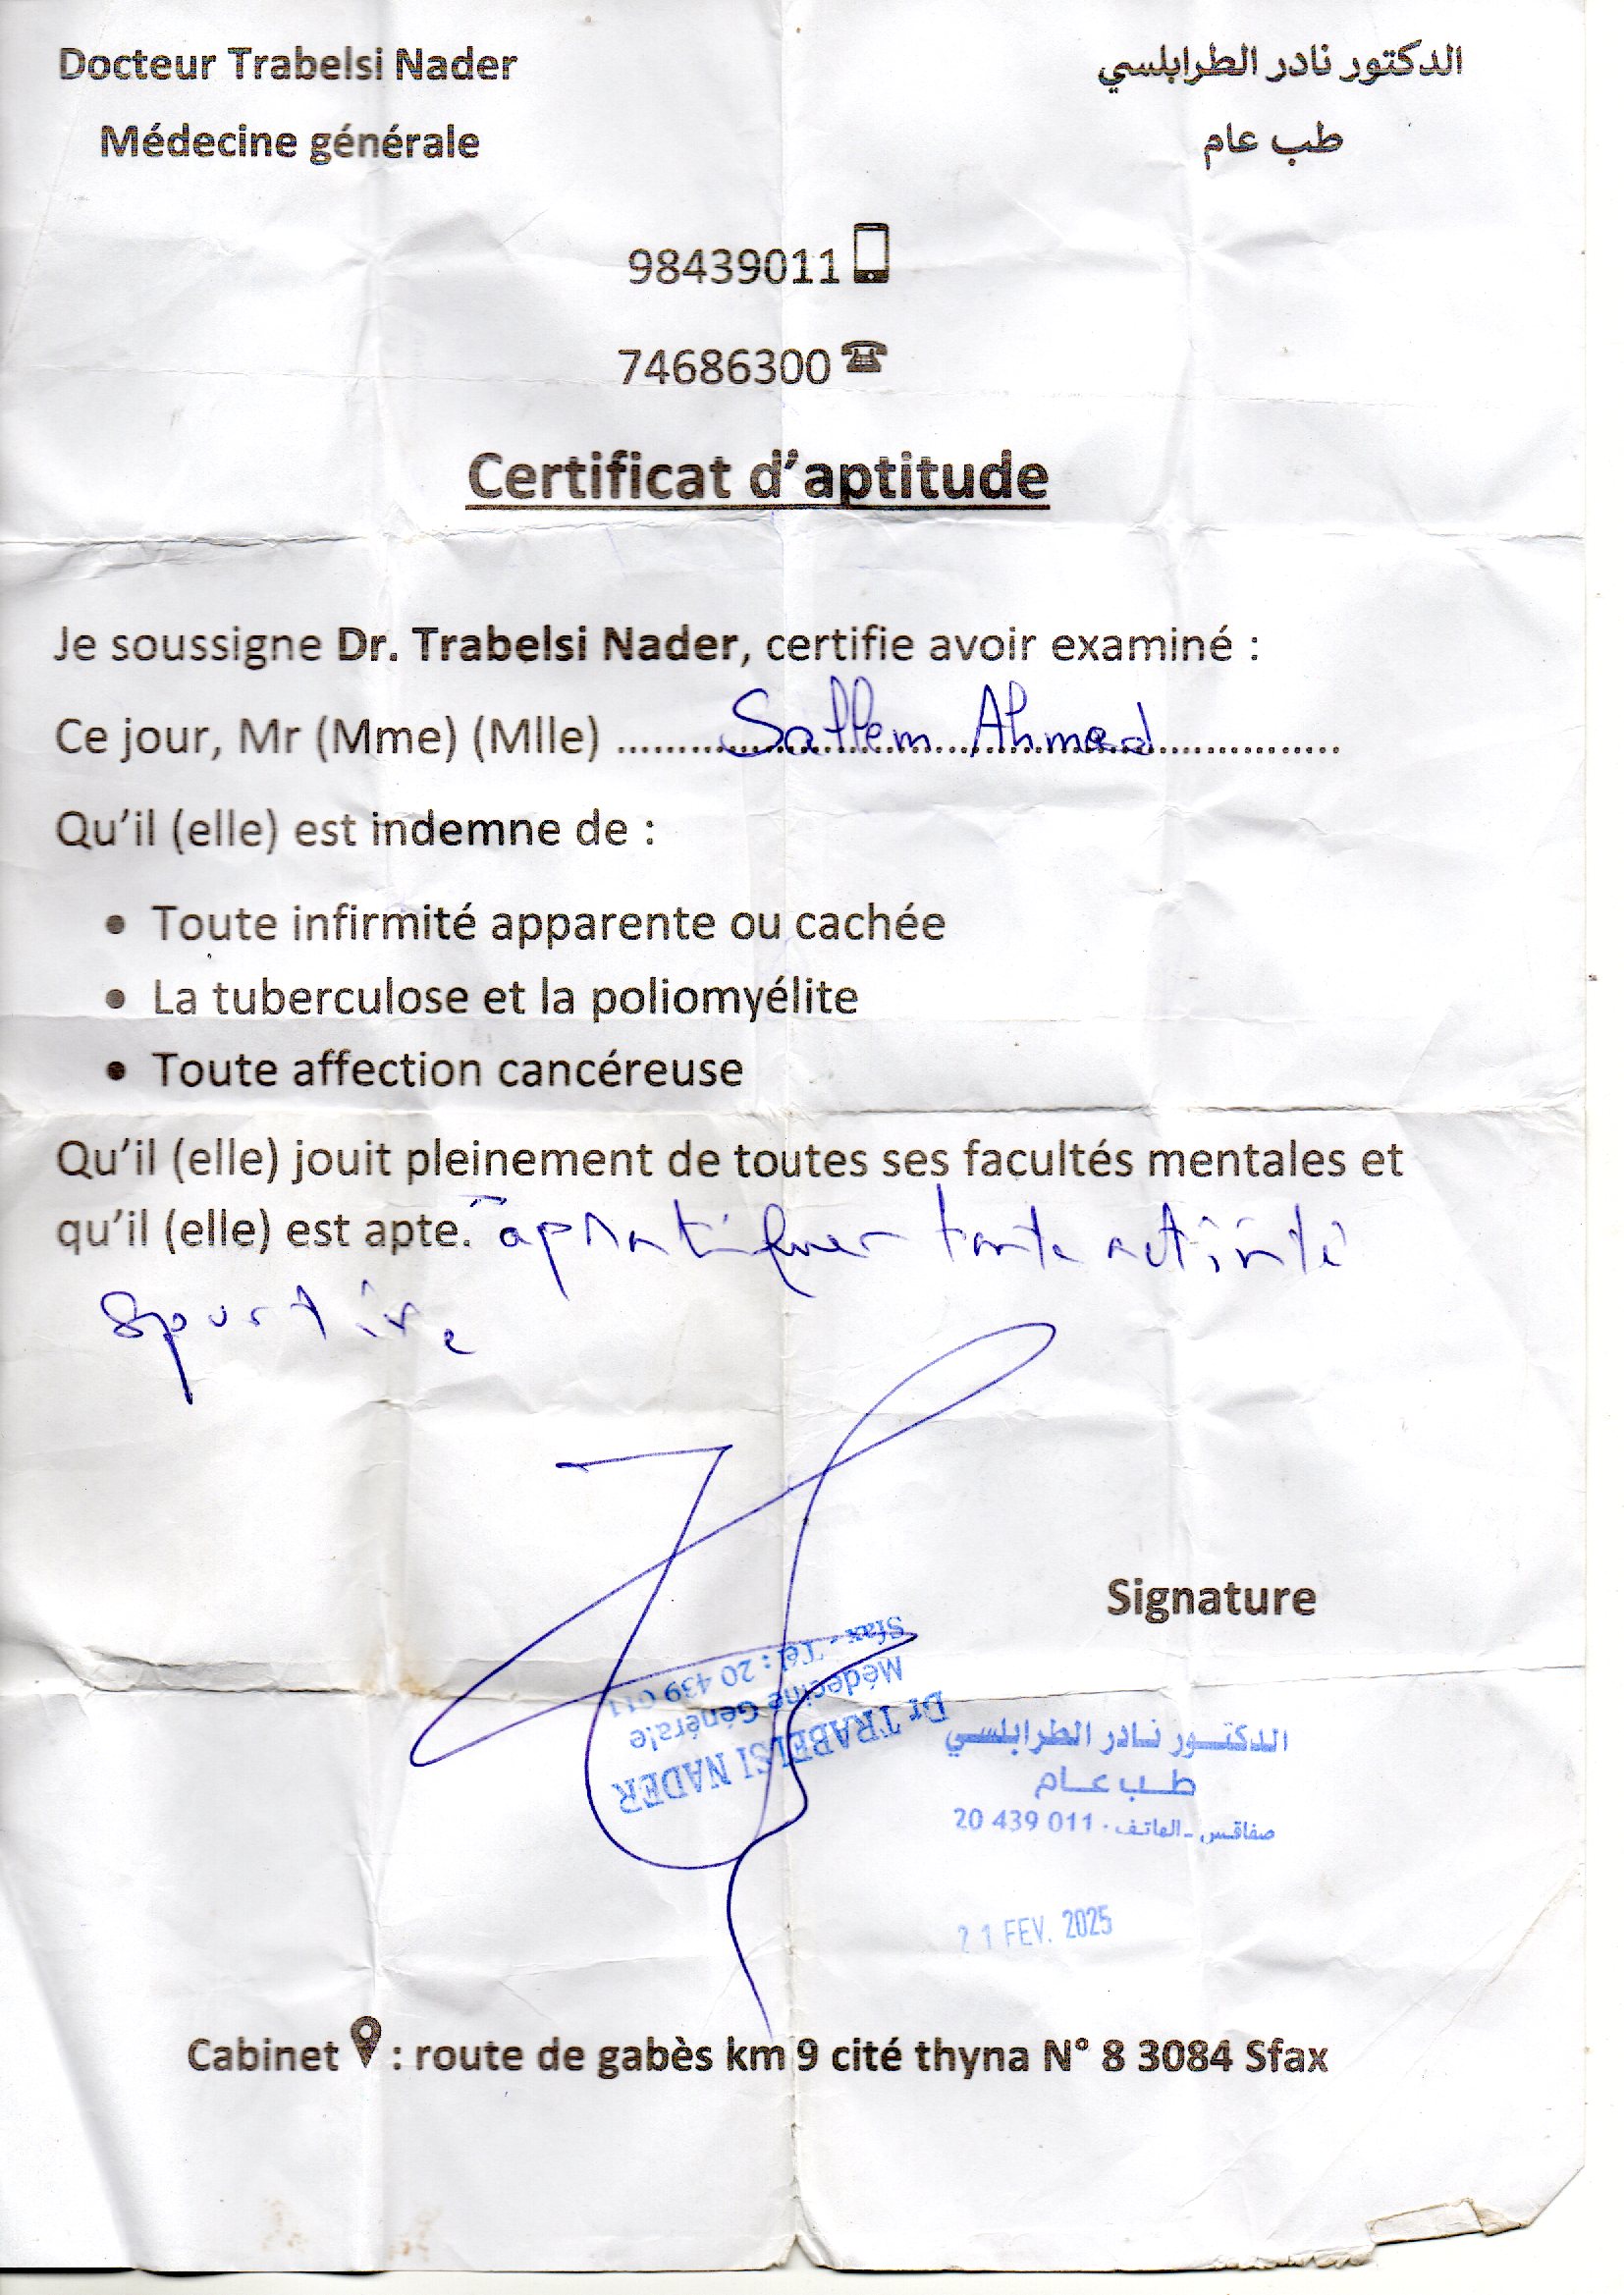 Docteur Trabelsi Nader
الدكتور نادر الطرابلسي
Médecine générale
طب عام
98439011
74686300
Certificat d’aptitude
Je soussigne Dr. Trabelsi Nader, certifie avoir examiné :
Ce jour, Mr (Mme) (Mlle) ........ Sallem Ahmed ........
Qu’il (elle) est indemne de :
• Toute infirmité apparente ou cachée
• La tuberculose et la poliomyélite
• Toute affection cancéreuse
Qu’il (elle) jouit pleinement de toutes ses facultés mentales et
qu’il (elle) est apte. à pratiquer toute activité
sportive
Signature
Dr TRABELSI NADER
Médecine Générale
Sfax - Tél : 20 439 011
الدكتور نادر الطرابلسي
طب عام
صفاقس - الهاتف : 20 439 011
21 FEV. 2025
Cabinet : route de gabès km 9 cité thyna N° 8 3084 Sfax